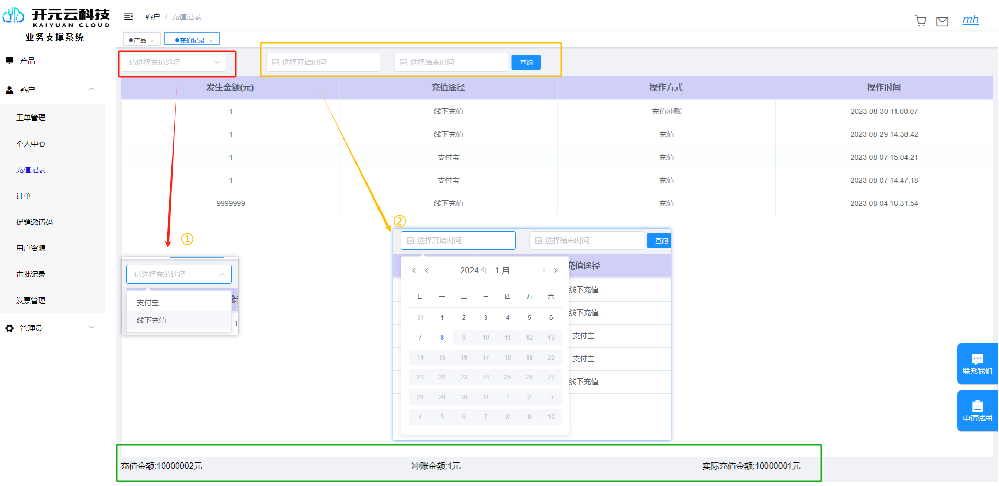 开元云科技
KAIYUAN CLOUD
业务支撑系统
产品
客户
工单管理
个人中心
充值记录
订单
促销邀请码
用户资源
审批记录
发票管理
管理员
客户 / 充值记录
mh
●产品 ×
●充值记录 ×
请选择充值途径
选择开始时间 --- 选择结束时间 查询
发生金额(元) 充值途径 操作方式 操作时间
1 线下充值 充值冲账 2023-08-30 11:00:07
1 线下充值 充值 2023-08-29 14:38:42
1 支付宝 充值 2023-08-07 15:04:21
1 支付宝 充值 2023-08-07 14:47:18
9999999 线下充值 充值 2023-08-04 18:31:54
①
请选择充值途径
支付宝
线下充值
1
②
选择开始时间 --- 选择结束时间 查询
充值途径
线下充值
线下充值
支付宝
支付宝
线下充值
« ‹ 2024 年 1 月 › »
日 一 二 三 四 五 六
31 1 2 3 4 5 6
7 8 9 10 11 12 13
14 15 16 17 18 19 20
21 22 23 24 25 26 27
28 29 30 31 1 2 3
4 5 6 7 8 9 10
联系我们
申请试用
充值金额:10000002元 冲账金额:1元 实际充值金额:10000001元